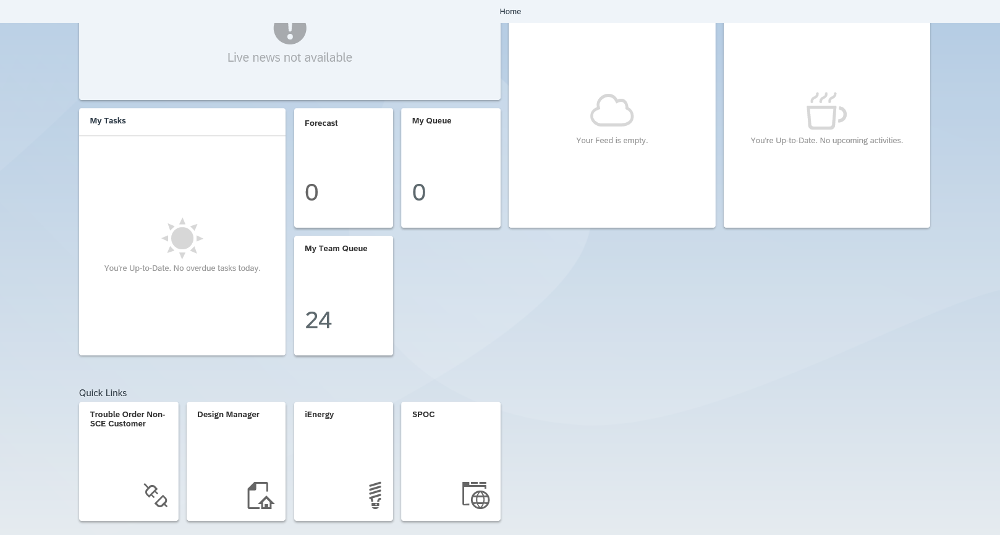 Home
Live news not available
Your Feed is empty.
You're Up-to-Date. No upcoming activities.
My Tasks
You're Up-to-Date. No overdue tasks today.
Forecast
0
My Queue
0
My Team Queue
24
Quick Links
Trouble Order Non-
SCE Customer
Design Manager
iEnergy
SPOC